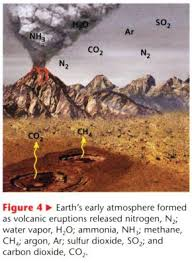 H₂O
SO₂
NH₃
Ar
CO₂
N₂
N₂
CO₂
CH₄
Figure 4 ► Earth's early atmosphere formed
as volcanic eruptions released nitrogen, N₂;
water vapor, H₂O; ammonia, NH₃; methane,
CH₄; argon, Ar; sulfur dioxide, SO₂; and
carbon dioxide, CO₂.